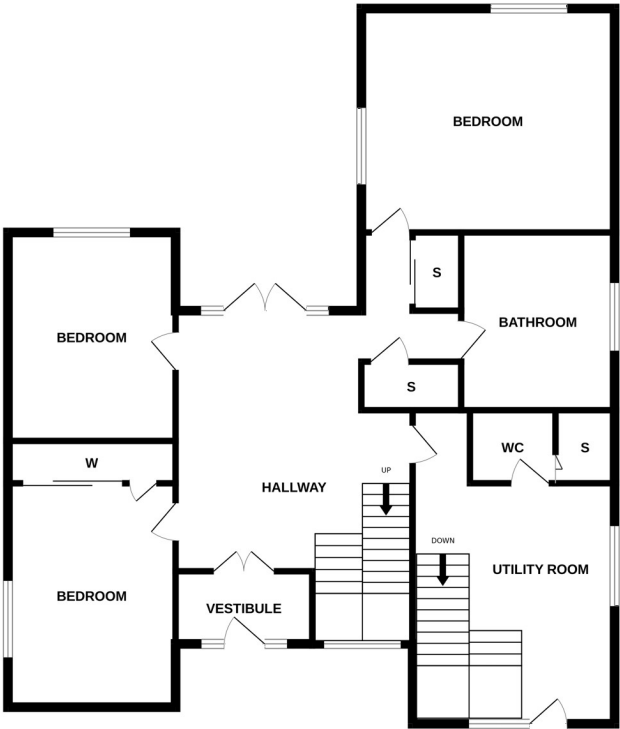 BEDROOM
S
BATHROOM
BEDROOM
S
WC
S
W
UP
HALLWAY
DOWN
UTILITY ROOM
BEDROOM
VESTIBULE